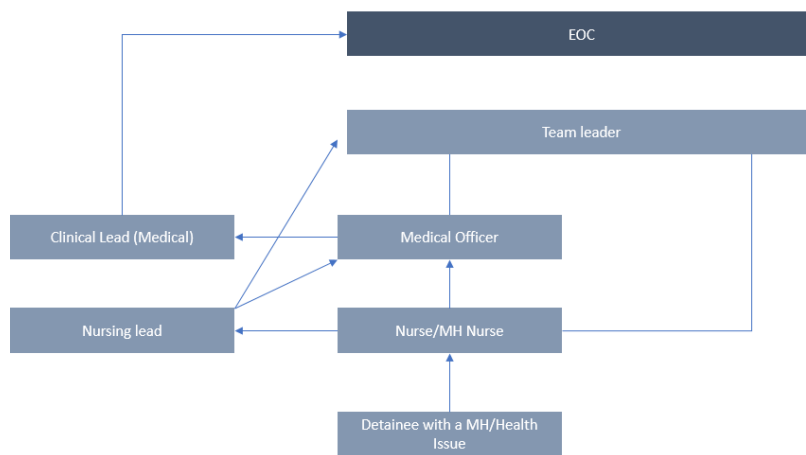 EOC
Team leader
Clinical Lead (Medical)
Medical Officer
Nursing lead
Nurse/MH Nurse
Detainee with a MH/Health
Issue